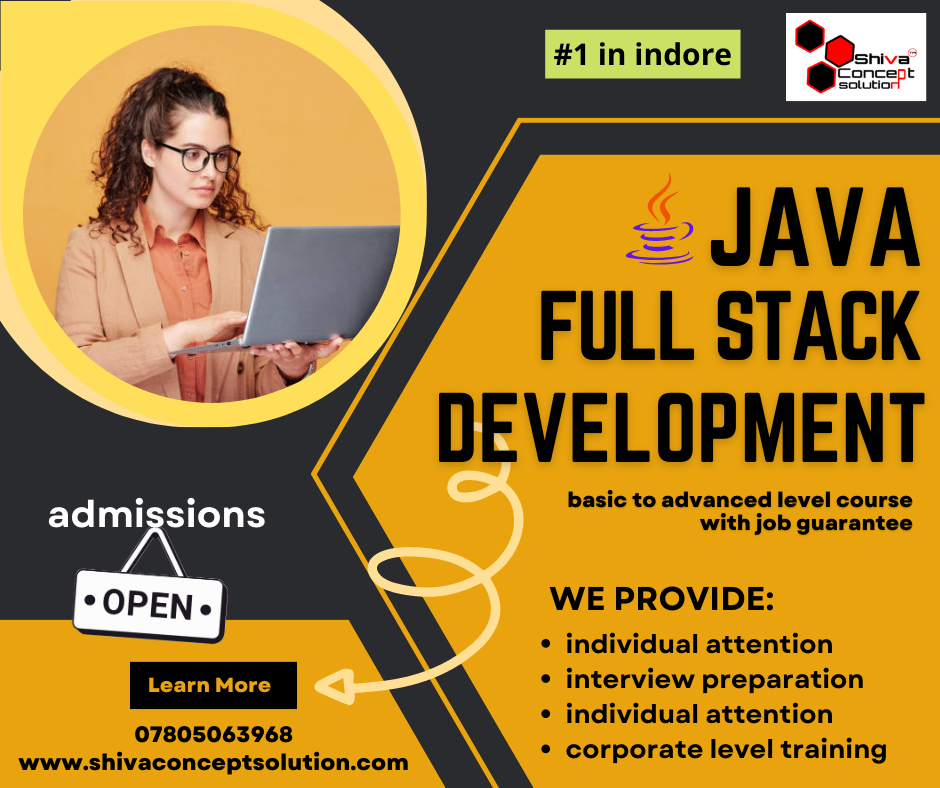 #1 in indore
Shiva™
Concept
solution
JAVA
FULL STACK
DEVELOPMENT
basic to advanced level course
with job guarantee
admissions
OPEN
WE PROVIDE:
• individual attention
• interview preparation
• individual attention
• corporate level training
Learn More
07805063968
www.shivaconceptsolution.com